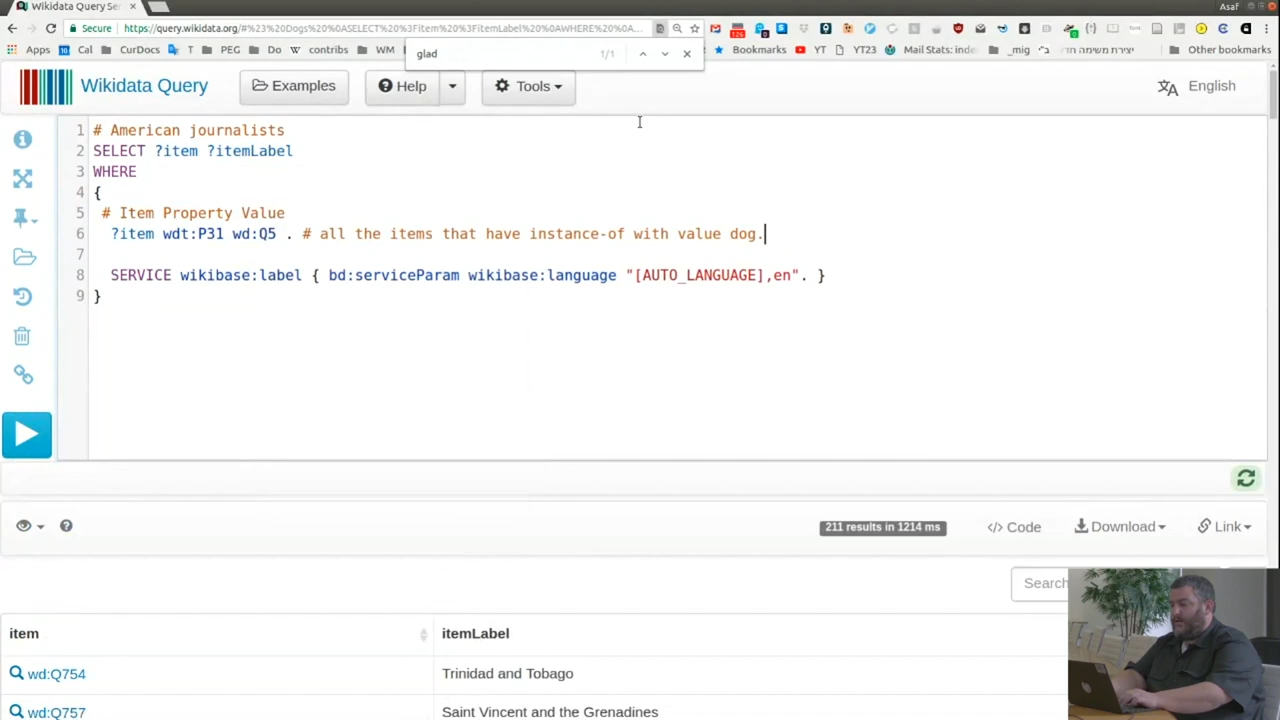 Wikidata Query Ser
Asaf
Secure
https://query.wikidata.org/#%23%20Dogs%20%0ASELECT%20%3Fitem%20%3FitemLabel%20%0AWHERE%20%0A...
Apps
Cal
CurDocs
T
PEG
Do
contribs
WM
Bookmarks
YT
YT23
Mail Stats: inde
_mig
Other bookmarks
glad
1/1
Wikidata Query
Examples
Help
Tools
English
1 # American journalists
2 SELECT ?item ?itemLabel
3 WHERE
4 {
5 # Item Property Value
6 ?item wdt:P31 wd:Q5 . # all the items that have instance-of with value dog.
7
8 SERVICE wikibase:label { bd:serviceParam wikibase:language "[AUTO_LANGUAGE],en". }
9 }
211 results in 1214 ms
</> Code
Download
Link
Search
item
itemLabel
wd:Q754
Trinidad and Tobago
wd:Q757
Saint Vincent and the Grenadines